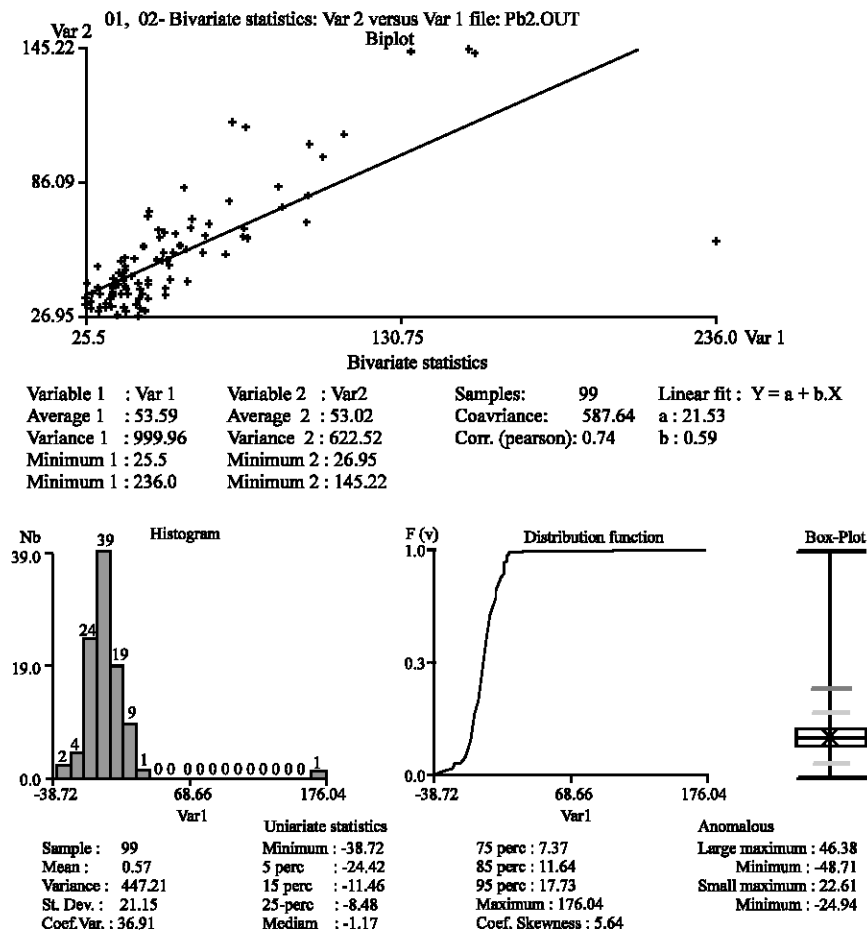 01, 02- Bivariate statistics: Var 2 versus Var 1 file: Pb2.OUT
Var 2
Biplot
145.22
86.09
26.95
25.5
130.75
236.0 Var 1
Bivariate statistics
Variable 1 : Var 1
Variable 2 : Var2
Samples: 99
Linear fit : Y = a + b.X
Average 1 : 53.59
Average 2 : 53.02
Coavriance: 587.64
a : 21.53
Variance 1 : 999.96
Variance 2 : 622.52
Corr. (pearson): 0.74
b : 0.59
Minimum 1 : 25.5
Minimum 2 : 26.95
Minimum 1 : 236.0
Minimum 2 : 145.22
Nb
Histogram
39.0
19.0
0.0
2
4
24
39
19
9
1
0 0 0 0 0 0 0 0 0 0 0 0
1
-38.72
68.66
176.04
Var1
F (v)
Distribution function
1.0
0.3
0.0
-38.72
68.66
176.04
Var1
Box-Plot
Uniariate statistics
Sample : 99
Mean : 0.57
Variance : 447.21
St. Dev. : 21.15
Coef.Var. : 36.91
Minimum : -38.72
5 perc : -24.42
15 perc : -11.46
25-perc : -8.48
Mediam : -1.17
75 perc : 7.37
85 perc : 11.64
95 perc : 17.73
Maximum : 176.04
Coef. Skewness : 5.64
Anomalous
Large maximum : 46.38
Minimum : -48.71
Small maximum : 22.61
Minimum : -24.94